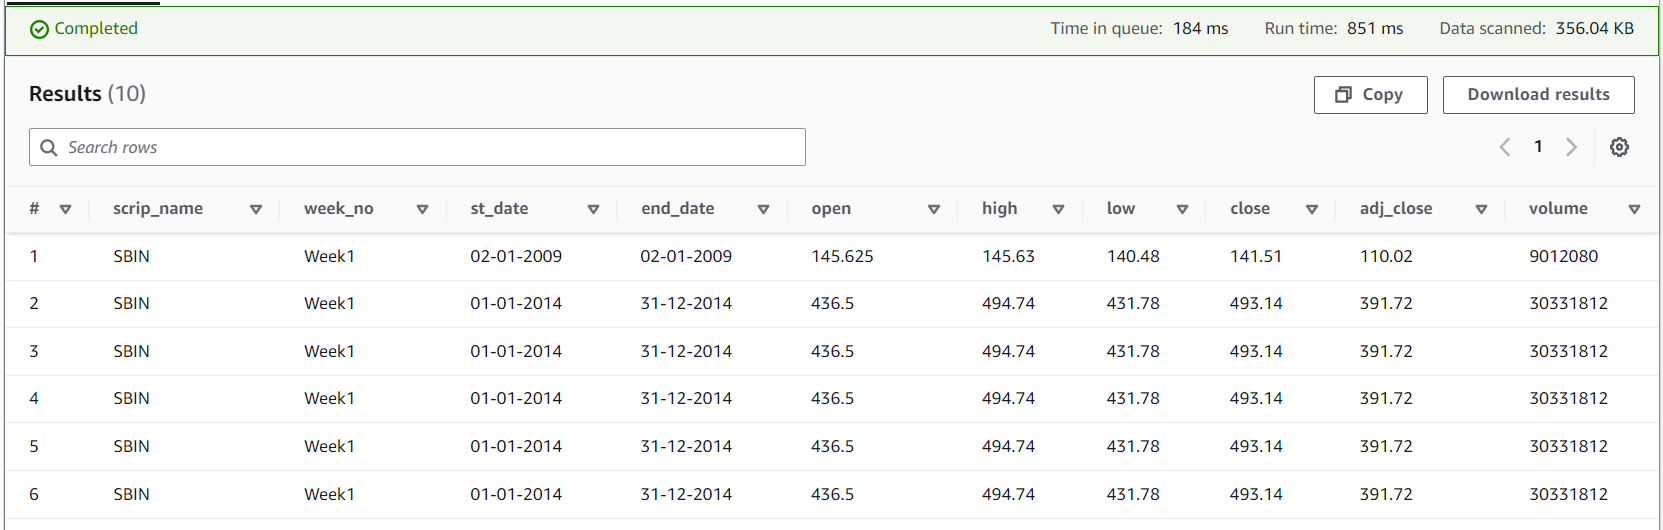 Completed Time in queue: 184 ms Run time: 851 ms Data scanned: 356.04 KB
Results (10) Copy Download results
Search rows 1
# scrip_name week_no st_date end_date open high low close adj_close volume
1 SBIN Week1 02-01-2009 02-01-2009 145.625 145.63 140.48 141.51 110.02 9012080
2 SBIN Week1 01-01-2014 31-12-2014 436.5 494.74 431.78 493.14 391.72 30331812
3 SBIN Week1 01-01-2014 31-12-2014 436.5 494.74 431.78 493.14 391.72 30331812
4 SBIN Week1 01-01-2014 31-12-2014 436.5 494.74 431.78 493.14 391.72 30331812
5 SBIN Week1 01-01-2014 31-12-2014 436.5 494.74 431.78 493.14 391.72 30331812
6 SBIN Week1 01-01-2014 31-12-2014 436.5 494.74 431.78 493.14 391.72 30331812